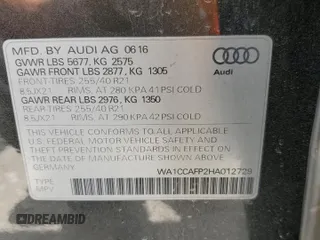 MFD. BY AUDI AG 06 16
GVWR LBS 5677, KG 2575
GAWR FRONT LBS 2877, KG 1305
FRONT-TIRES 255/40 R21
8.5JX21 RIMS, AT 280 KPA 41 PSI COLD
GAWR REAR LBS 2976, KG 1350
REAR-TIRES 255/40 R21
8.5JX21 RIMS, AT 290 KPA 42 PSI COLD
THIS VEHICLE CONFORMS TO ALL APPLICABLE
U.S. FEDERAL MOTOR VEHICLE SAFETY STANDARDS
IN EFFECT ON THE DATE OF MANUFACTURE SHOWN ABOVE
GERMANY
WA1CCAFP2HA012729
TYPE:
MPV
Audi
DREAMBID